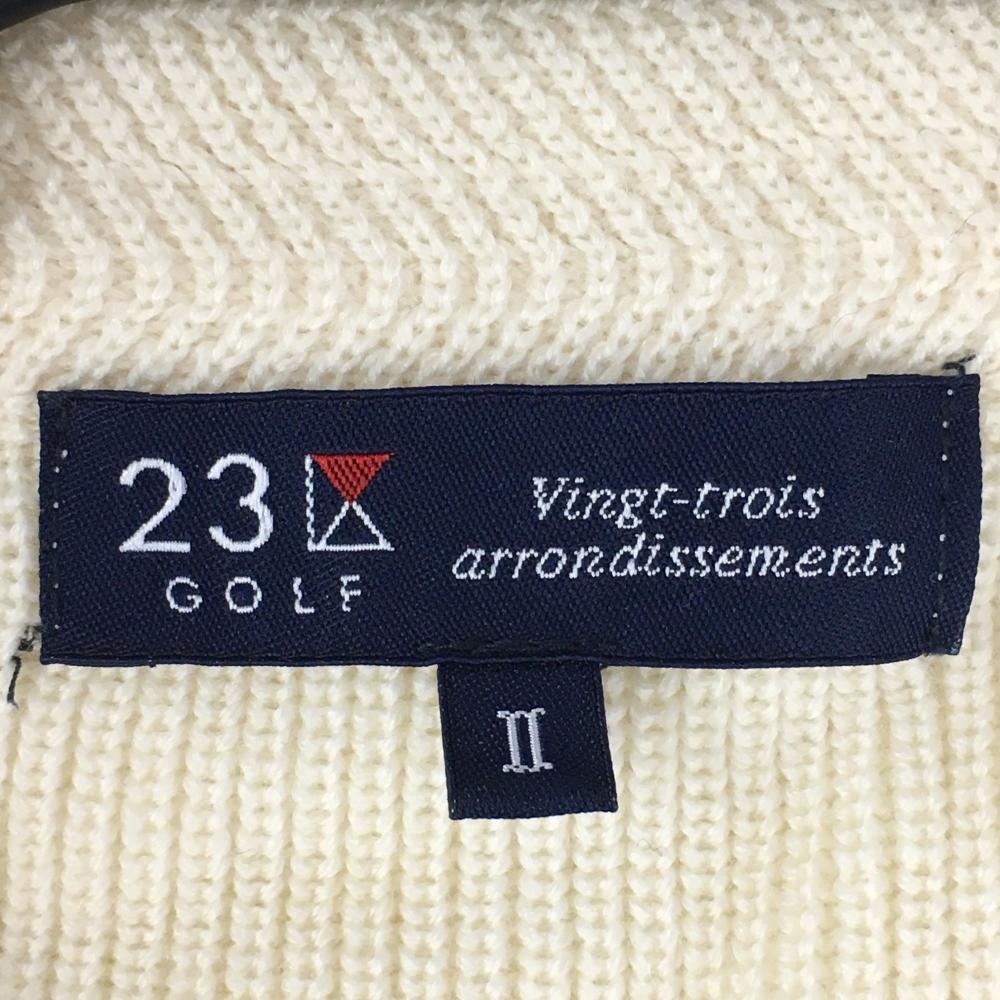 23
GOLF
Vingt-trois
arrondissements
II